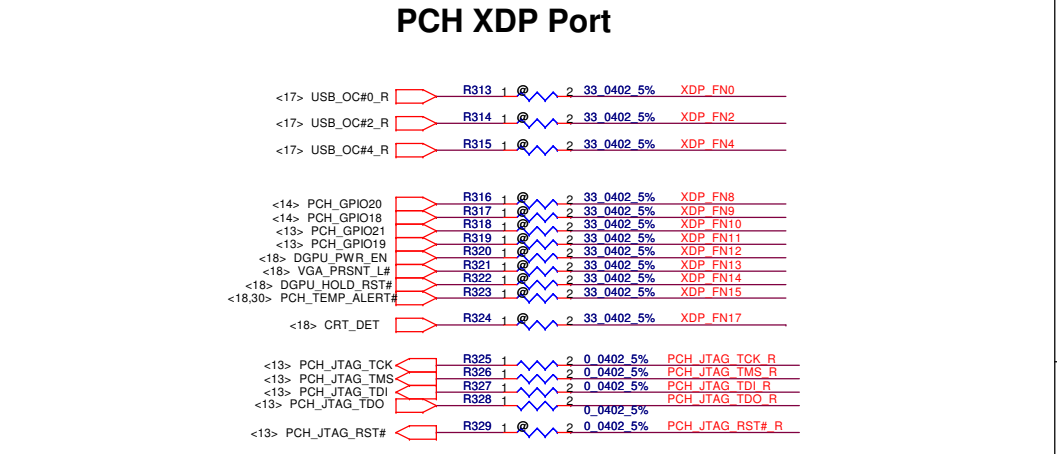 PCH XDP Port
<17> USB_OC#0_R R313 1 @ 2 33_0402_5% XDP_FN0
<17> USB_OC#2_R R314 1 @ 2 33_0402_5% XDP_FN2
<17> USB_OC#4_R R315 1 @ 2 33_0402_5% XDP_FN4
<14> PCH_GPIO20 R316 1 @ 2 33_0402_5% XDP_FN8
<14> PCH_GPIO18 R317 1 @ 2 33_0402_5% XDP_FN9
<13> PCH_GPIO21 R318 1 @ 2 33_0402_5% XDP_FN10
<13> PCH_GPIO19 R319 1 @ 2 33_0402_5% XDP_FN11
<18> DGPU_PWR_EN R320 1 @ 2 33_0402_5% XDP_FN12
<18> VGA_PRSNT_L# R321 1 @ 2 33_0402_5% XDP_FN13
<18> DGPU_HOLD_RST# R322 1 @ 2 33_0402_5% XDP_FN14
<18,30> PCH_TEMP_ALERT# R323 1 @ 2 33_0402_5% XDP_FN15
<18> CRT_DET R324 1 @ 2 33_0402_5% XDP_FN17
<13> PCH_JTAG_TCK R325 1 2 0_0402_5% PCH_JTAG_TCK_R
<13> PCH_JTAG_TMS R326 1 2 0_0402_5% PCH_JTAG_TMS_R
<13> PCH_JTAG_TDI R327 1 2 0_0402_5% PCH_JTAG_TDI_R
<13> PCH_JTAG_TDO R328 1 2 0_0402_5% PCH_JTAG_TDO_R
<13> PCH_JTAG_RST# R329 1 @ 2 0_0402_5% PCH_JTAG_RST#_R